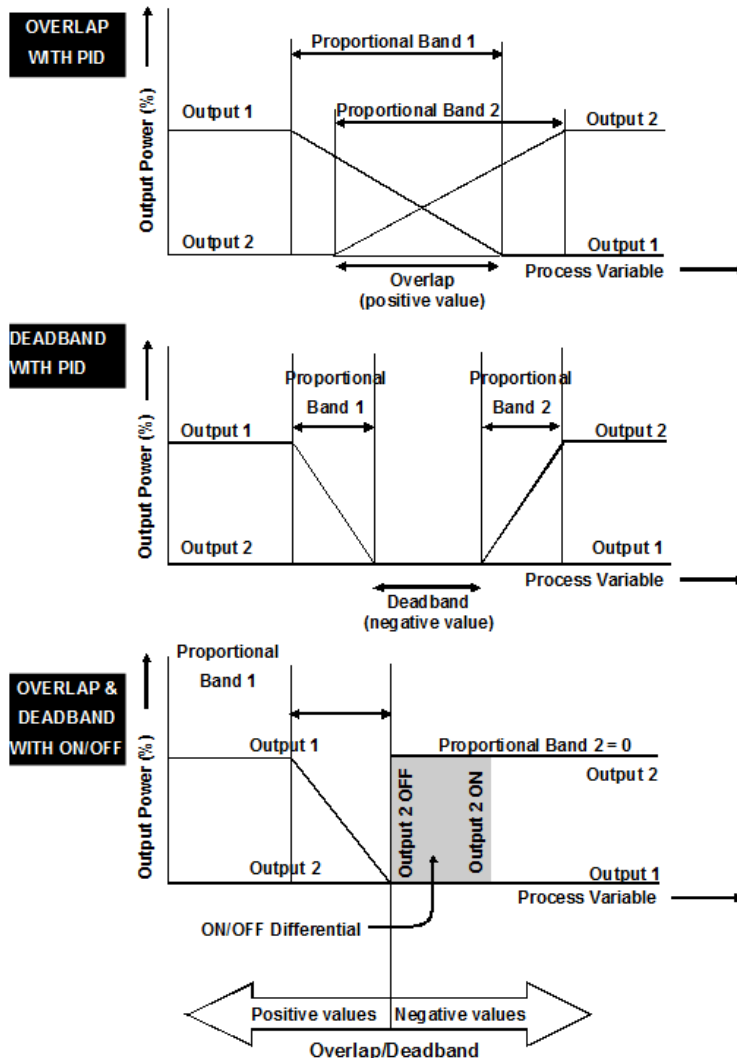 OVERLAP
WITH PID
Output Power (%)
Proportional Band 1
Proportional Band 2
Output 1
Output 2
Output 2
Output 1
Overlap
(positive value)
Process Variable
DEADBAND
WITH PID
Output Power (%)
Proportional
Band 1
Proportional
Band 2
Output 1
Output 2
Output 2
Output 1
Deadband
(negative value)
Process Variable
OVERLAP &
DEADBAND
WITH ON/OFF
Output Power (%)
Proportional
Band 1
Output 1
Proportional Band 2 = 0
Output 2
Output 2 OFF
Output 2 ON
Output 2
Output 1
Process Variable
ON/OFF Differential
Positive values
Negative values
Overlap/Deadband